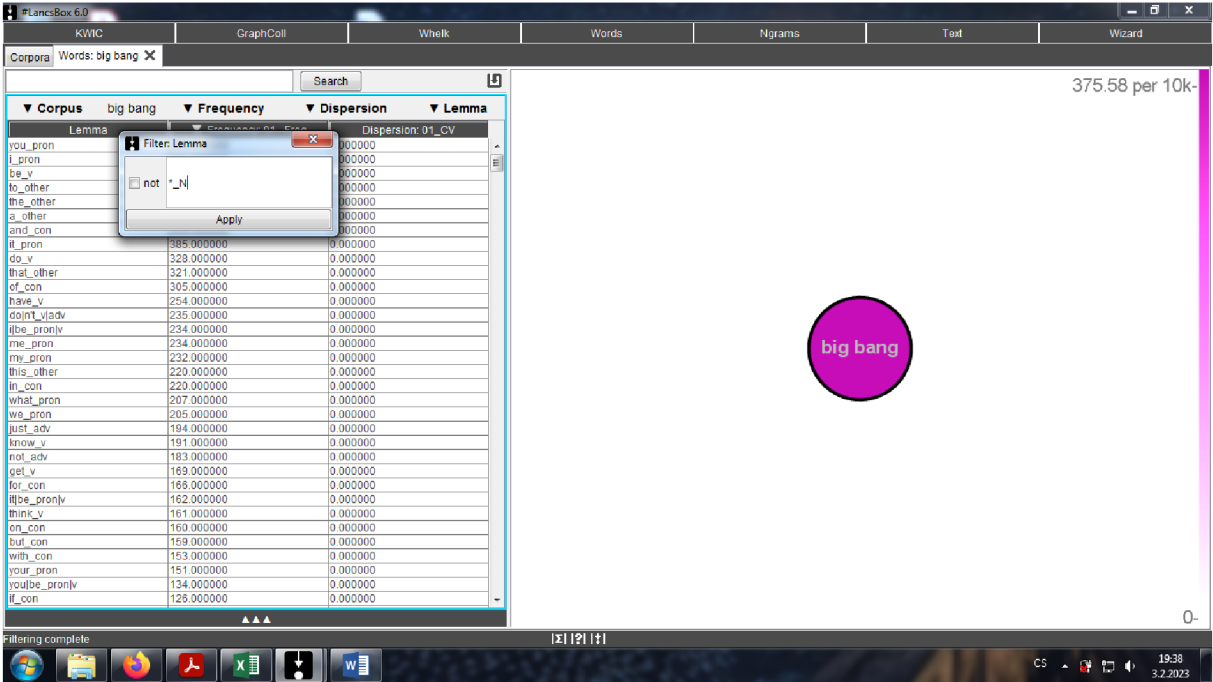 #LancsBox 6.0
KWIC GraphColl Whelk Words Ngrams Text Wizard
Corpora Words: big bang
Search
▼ Corpus big bang ▼ Frequency ▼ Dispersion ▼ Lemma
Lemma ▼ Frequency: 01_Freq Dispersion: 01_CV
Filter: Lemma
not *_N
Apply
you_pron 000000
i_pron 000000
be_v 000000
to_other 000000
the_other 000000
a_other 000000
and_con 000000
it_pron 385.000000 0.000000
do_v 328.000000 0.000000
that_other 321.000000 0.000000
of_con 305.000000 0.000000
have_v 254.000000 0.000000
do|n't_v|adv 235.000000 0.000000
i|be_pron|v 234.000000 0.000000
me_pron 234.000000 0.000000
my_pron 232.000000 0.000000
this_other 220.000000 0.000000
in_con 220.000000 0.000000
what_pron 207.000000 0.000000
we_pron 205.000000 0.000000
just_adv 194.000000 0.000000
know_v 191.000000 0.000000
not_adv 183.000000 0.000000
get_v 169.000000 0.000000
for_con 166.000000 0.000000
it|be_pron|v 162.000000 0.000000
think_v 161.000000 0.000000
on_con 160.000000 0.000000
but_con 159.000000 0.000000
with_con 153.000000 0.000000
your_pron 151.000000 0.000000
you|be_pron|v 134.000000 0.000000
if_con 126.000000 0.000000
▲▲▲
375.58 per 10k-
big bang
0-
Filtering complete |Σ| |?| |†|
CS 19:38
3.2.2023